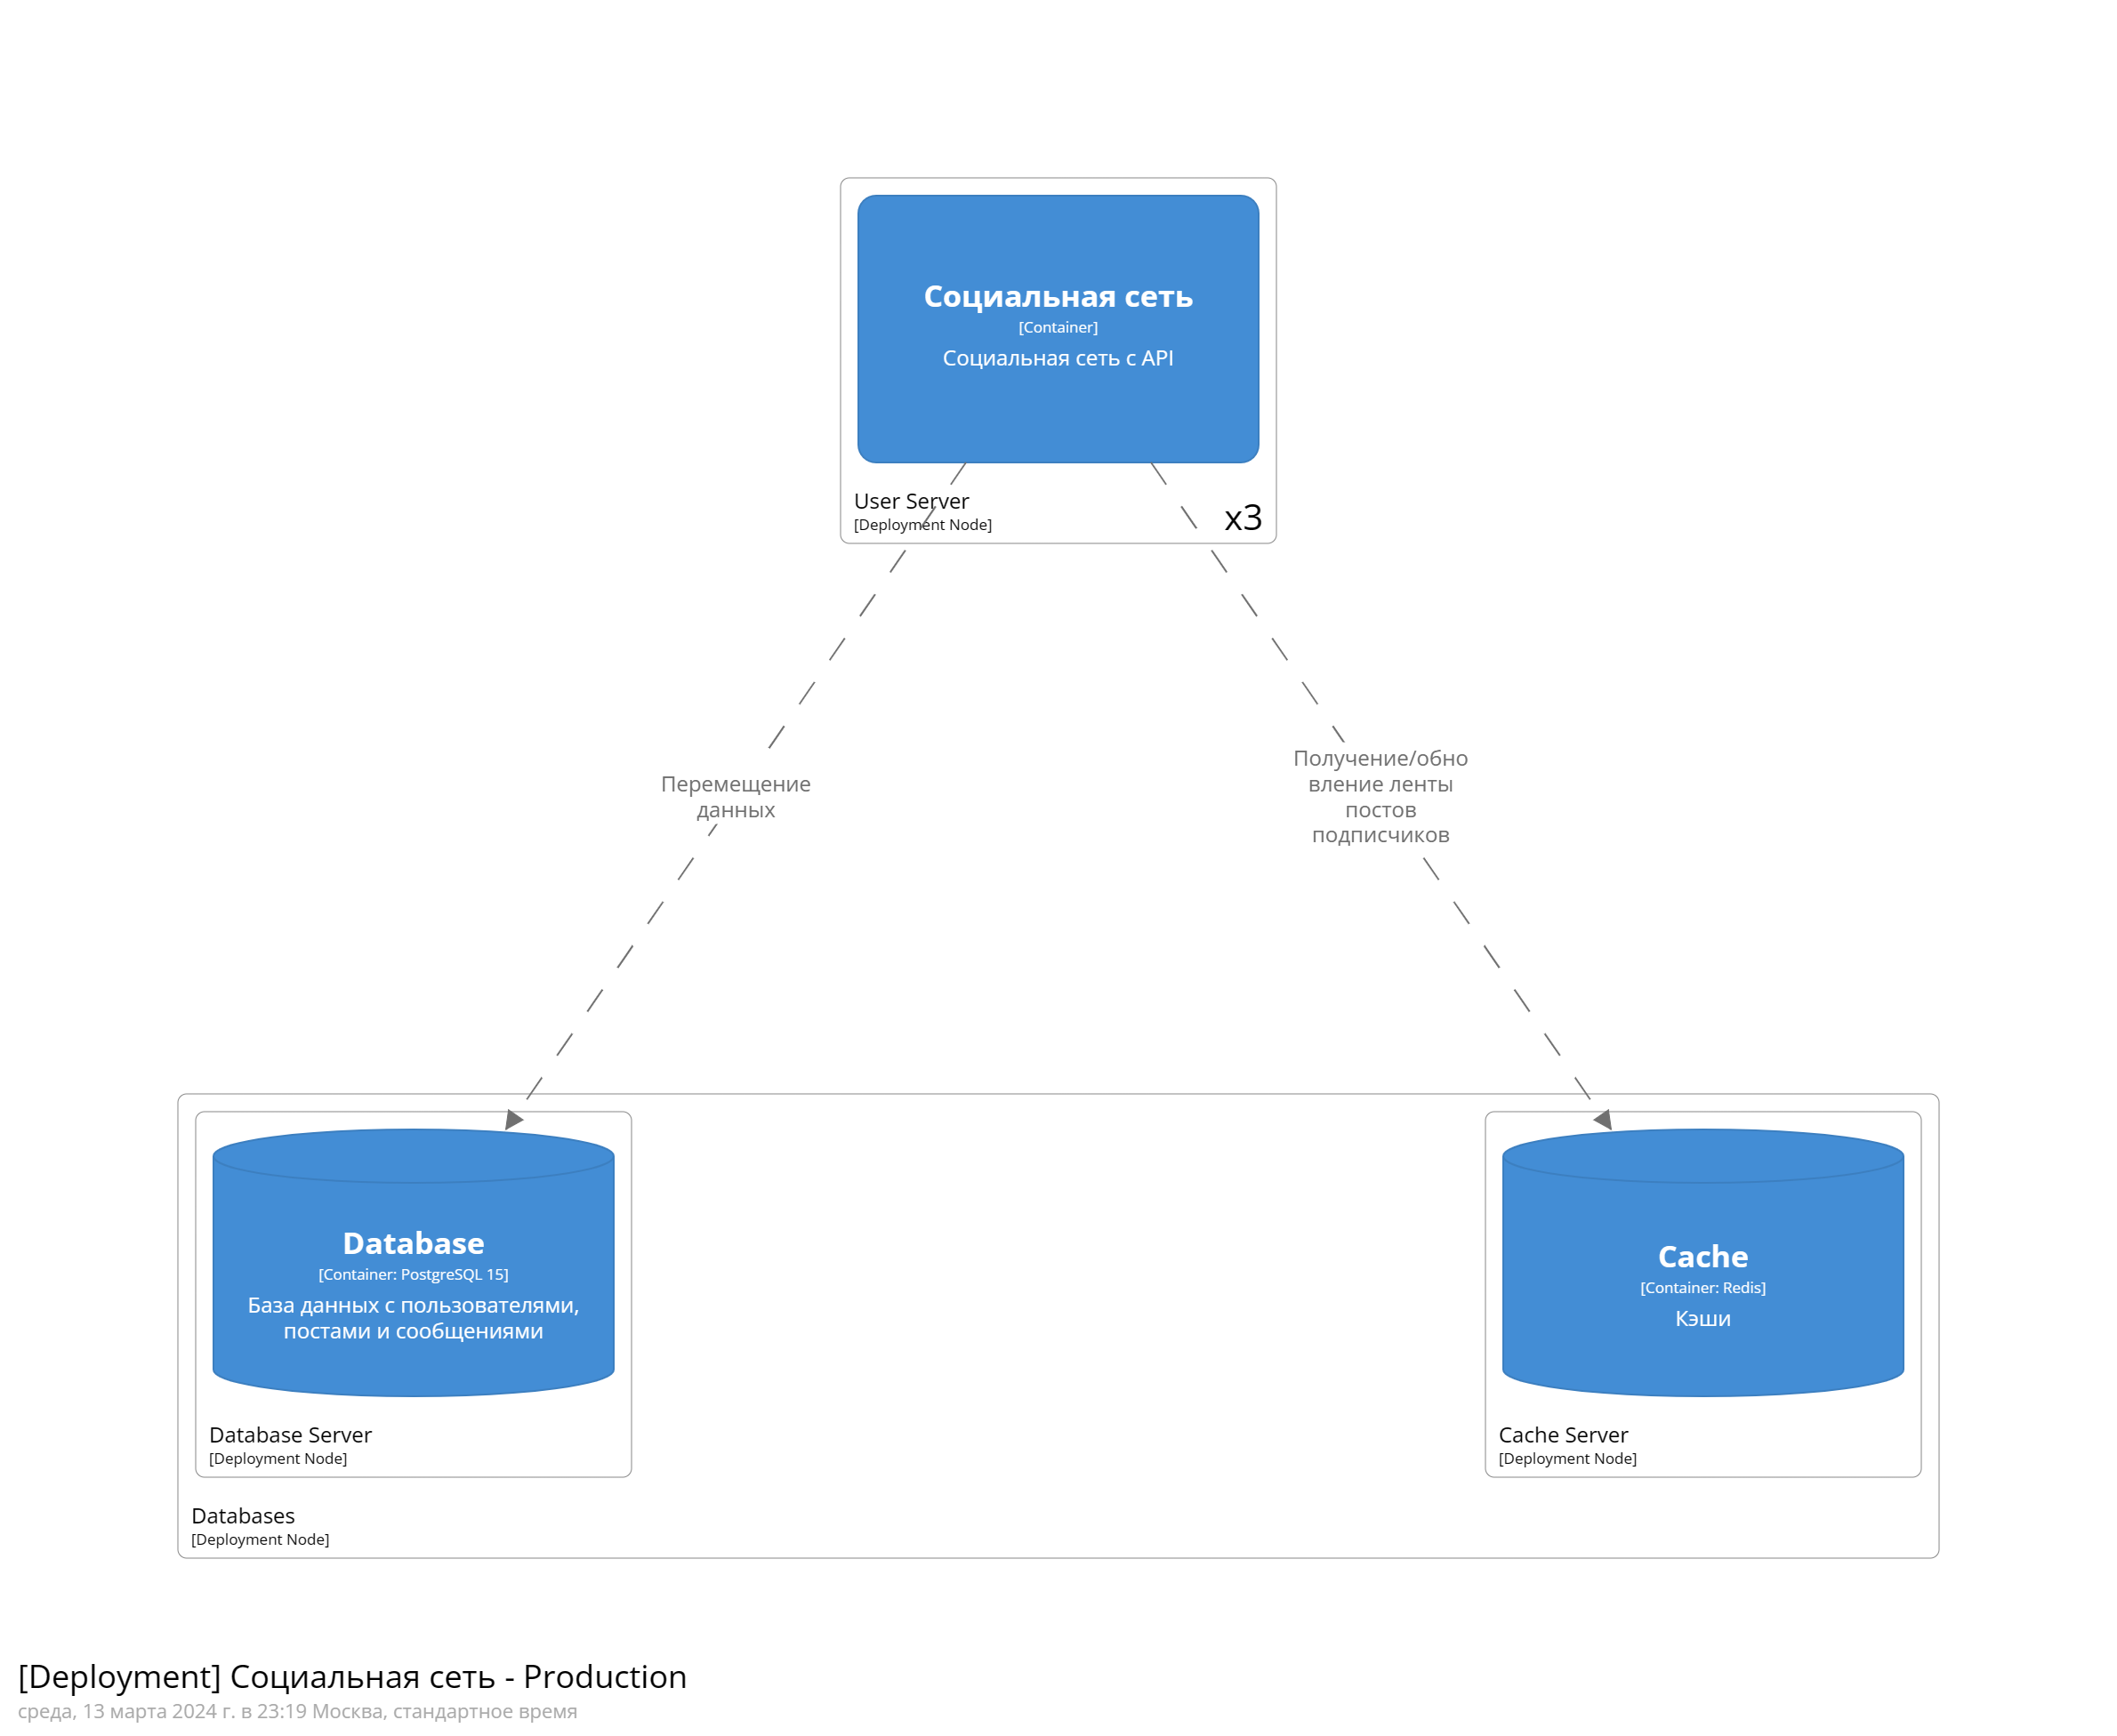 Социальная сеть
[Container]
Социальная сеть с API
User Server
[Deployment Node]
x3
Перемещение
данных
Получение/обно
вление ленты
постов
подписчиков
Database
[Container: PostgreSQL 15]
База данных с пользователями,
постами и сообщениями
Database Server
[Deployment Node]
Cache
[Container: Redis]
Кэши
Cache Server
[Deployment Node]
Databases
[Deployment Node]
[Deployment] Социальная сеть - Production
среда, 13 марта 2024 г. в 23:19 Москва, стандартное время